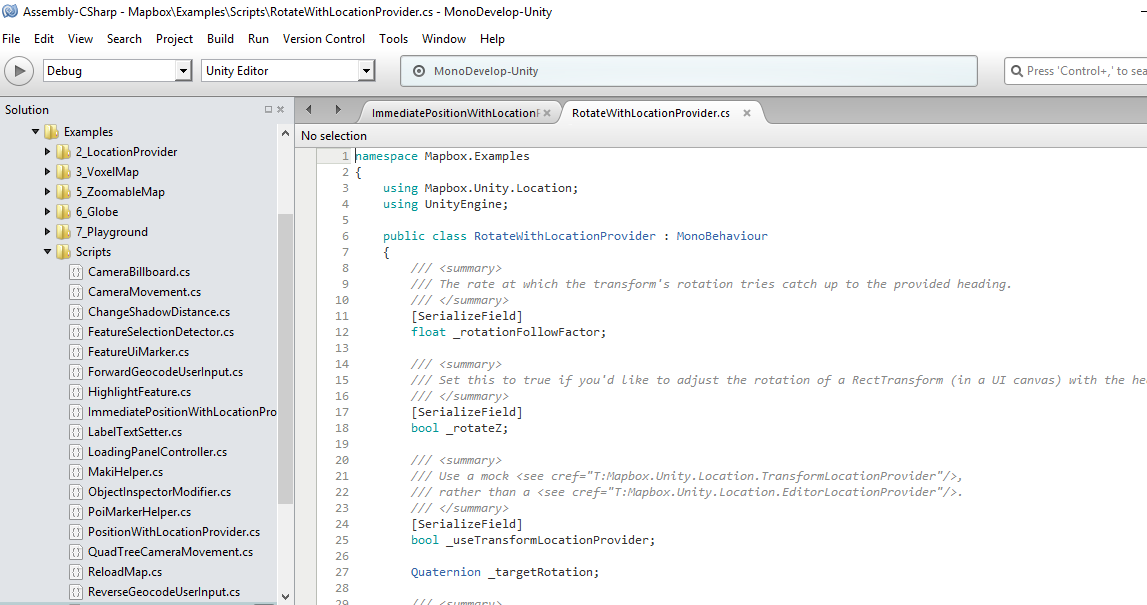 Assembly-CSharp - Mapbox\Examples\Scripts\RotateWithLocationProvider.cs - MonoDevelop-Unity
File Edit View Search Project Build Run Version Control Tools Window Help
Debug Unity Editor MonoDevelop-Unity Press 'Control+,' to sea
Solution
Examples
2_LocationProvider
3_VoxelMap
5_ZoomableMap
6_Globe
7_Playground
Scripts
CameraBillboard.cs
CameraMovement.cs
ChangeShadowDistance.cs
FeatureSelectionDetector.cs
FeatureUiMarker.cs
ForwardGeocodeUserInput.cs
HighlightFeature.cs
ImmediatePositionWithLocationPro
LabelTextSetter.cs
LoadingPanelController.cs
MakiHelper.cs
ObjectInspectorModifier.cs
PoiMarkerHelper.cs
PositionWithLocationProvider.cs
QuadTreeCameraMovement.cs
ReloadMap.cs
ReverseGeocodeUserInput.cs
ImmediatePositionWithLocationP RotateWithLocationProvider.cs
No selection
1 namespace Mapbox.Examples
2 {
3 using Mapbox.Unity.Location;
4 using UnityEngine;
5
6 public class RotateWithLocationProvider : MonoBehaviour
7 {
8 /// <summary>
9 /// The rate at which the transform's rotation tries catch up to the provided heading.
10 /// </summary>
11 [SerializeField]
12 float _rotationFollowFactor;
13
14 /// <summary>
15 /// Set this to true if you'd like to adjust the rotation of a RectTransform (in a UI canvas) with the hea
16 /// </summary>
17 [SerializeField]
18 bool _rotateZ;
19
20 /// <summary>
21 /// Use a mock <see cref="T:Mapbox.Unity.Location.TransformLocationProvider"/>,
22 /// rather than a <see cref="T:Mapbox.Unity.Location.EditorLocationProvider"/>.
23 /// </summary>
24 [SerializeField]
25 bool _useTransformLocationProvider;
26
27 Quaternion _targetRotation;
28
29 /// <summary>